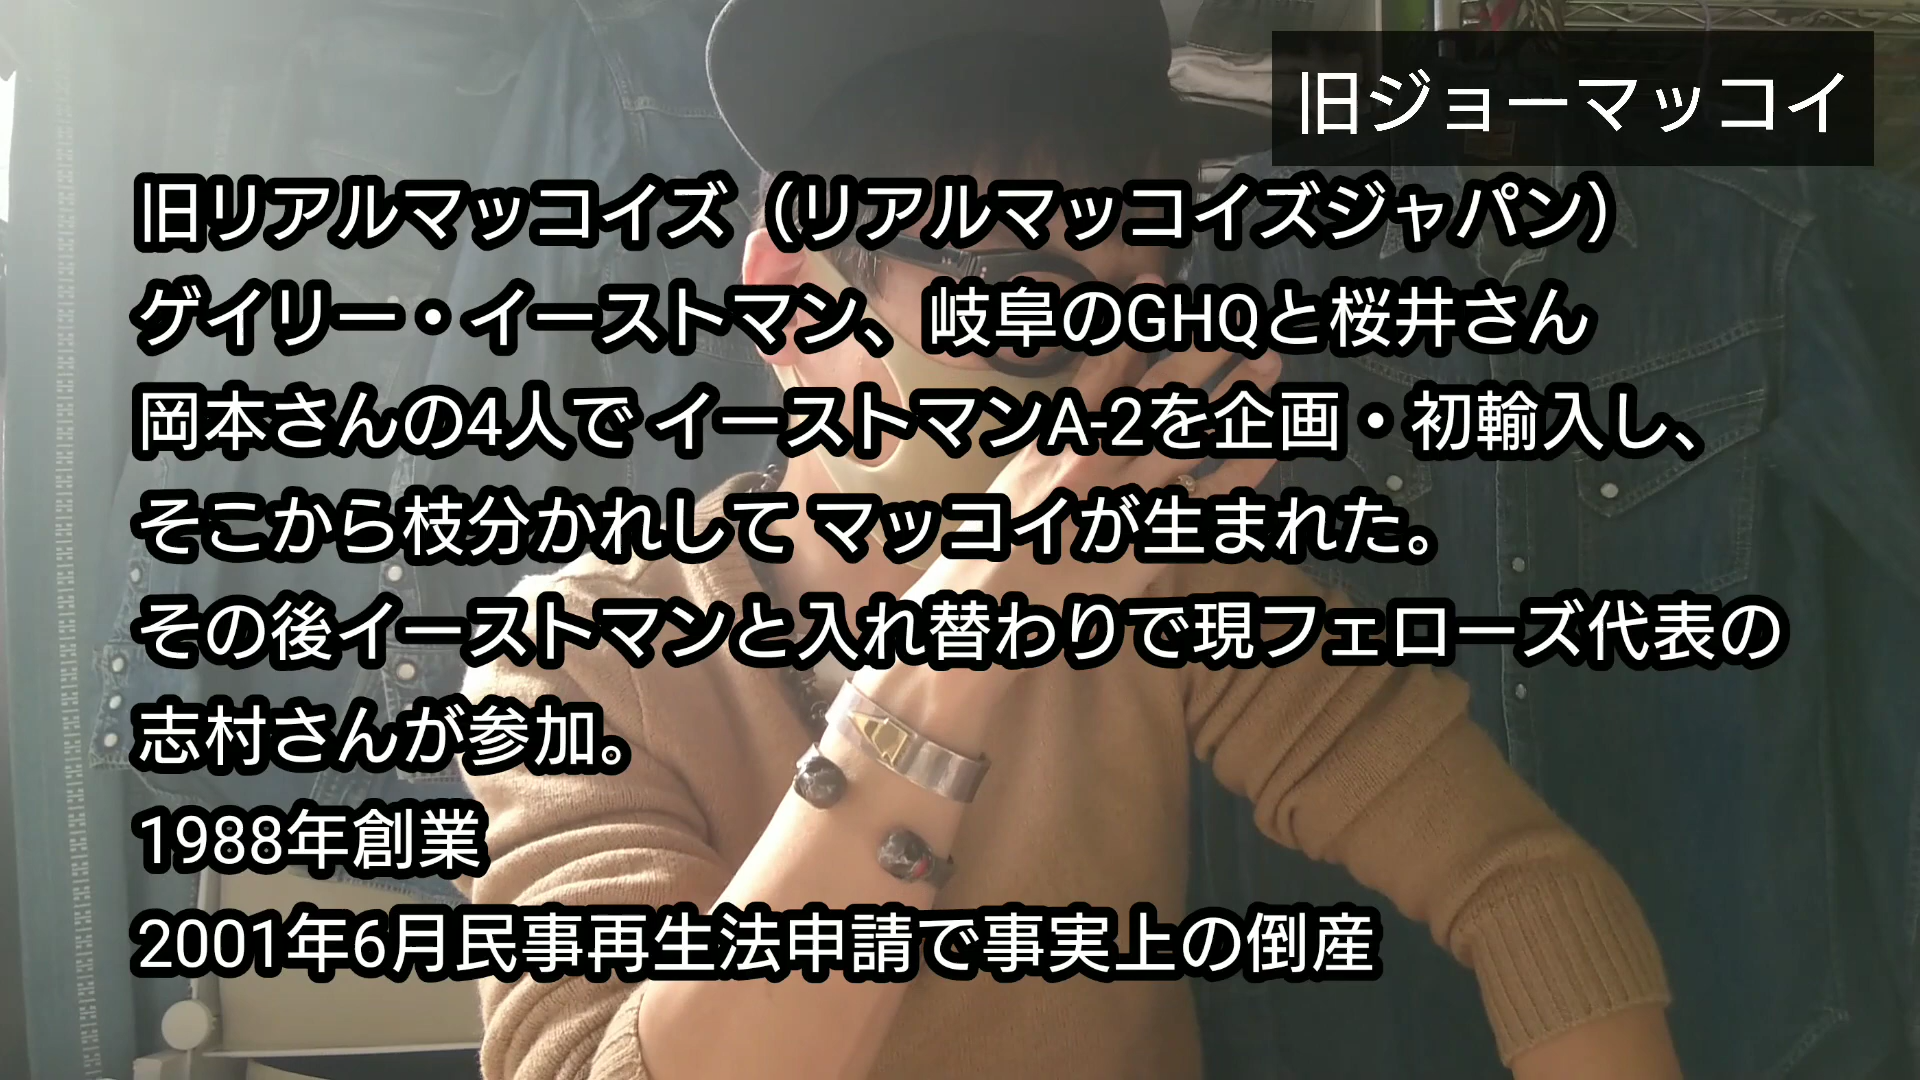 旧ジョーマッコイ
旧リアルマッコイズ（リアルマッコイズジャパン）
ゲイリー・イーストマン、岐阜のGHQと桜井さん
岡本さんの4人で イーストマンA-2を企画・初輸入し、
そこから枝分かれして マッコイが生まれた。
その後イーストマンと入れ替わりで現フェローズ代表の
志村さんが参加。
1988年創業
2001年6月民事再生法申請で事実上の倒産